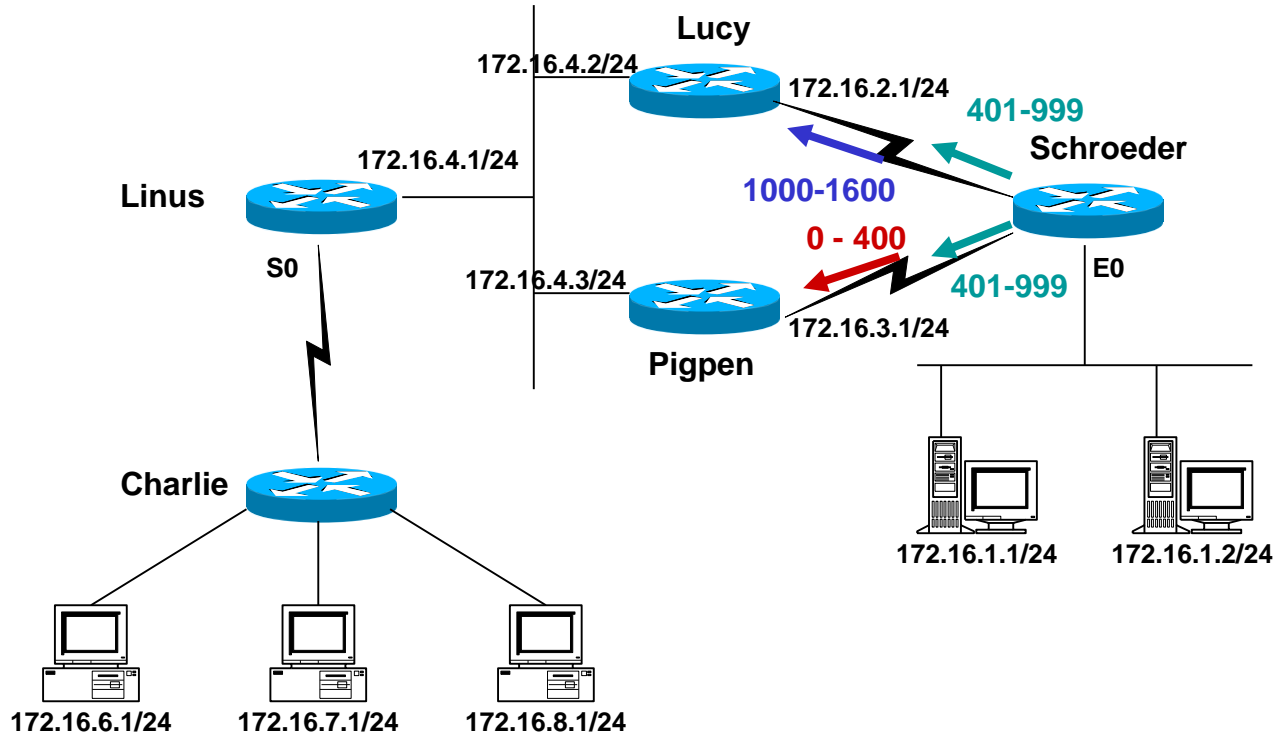 Lucy
172.16.4.2/24
172.16.2.1/24
401-999
Schroeder
172.16.4.1/24
Linus
1000-1600
0 - 400
S0
172.16.4.3/24
E0
401-999
172.16.3.1/24
Pigpen
Charlie
172.16.1.1/24
172.16.1.2/24
172.16.6.1/24
172.16.7.1/24
172.16.8.1/24